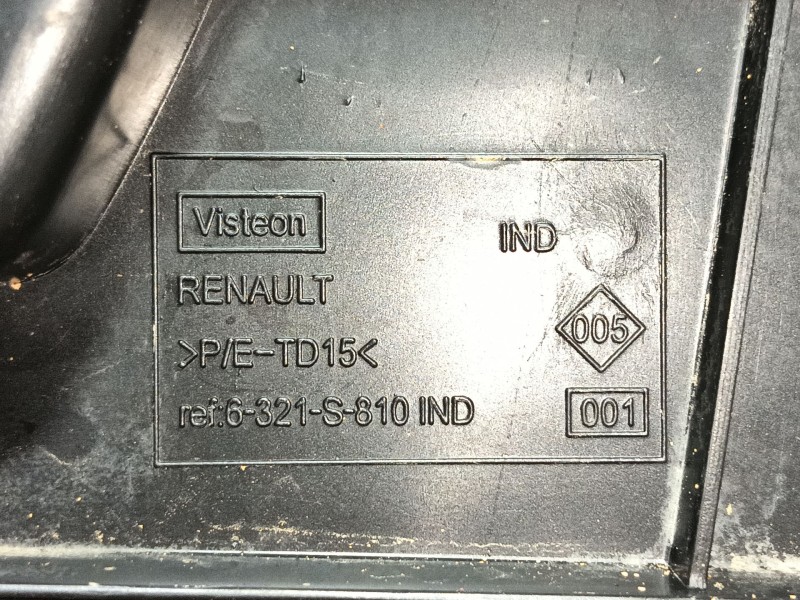 Visteon IND
RENAULT
005
>P/E-TD15<
ref:6-321-S-810 IND 001